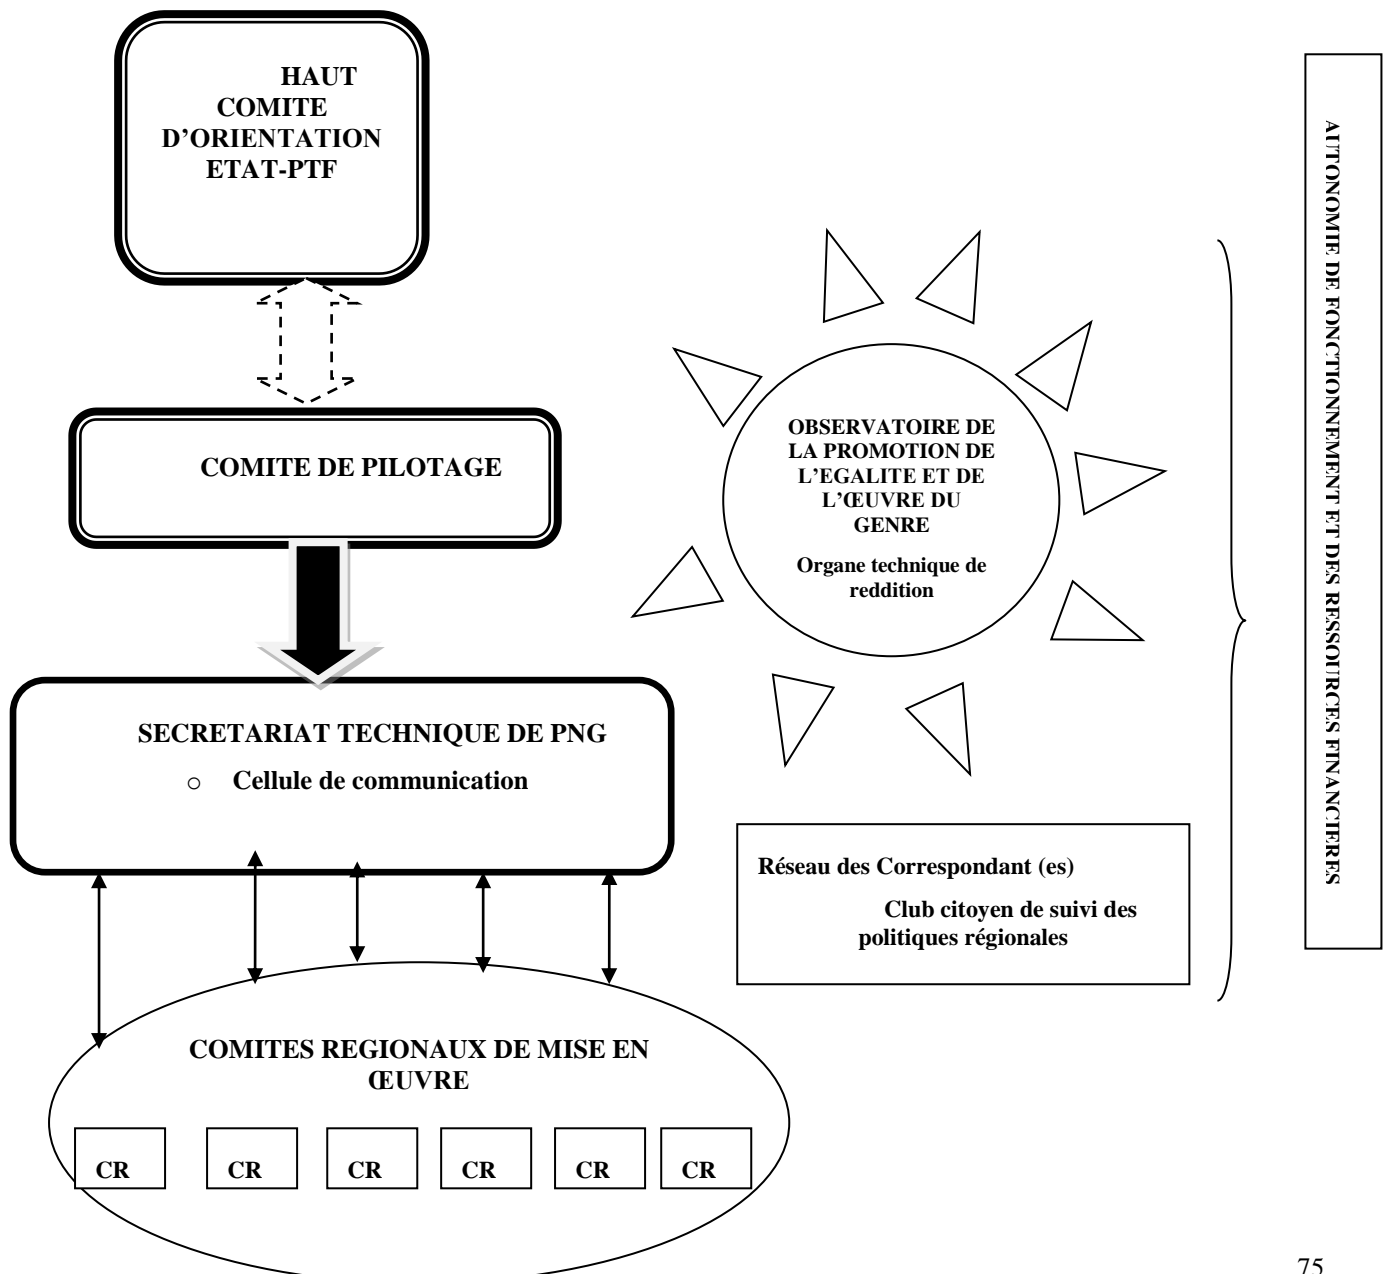 HAUT
COMITE
D’ORIENTATION
ETAT-PTF
COMITE DE PILOTAGE
SECRETARIAT TECHNIQUE DE PNG
o Cellule de communication
COMITES REGIONAUX DE MISE EN
ŒUVRE
CR CR CR CR CR CR
OBSERVATOIRE DE
LA PROMOTION DE
L’EGALITE ET DE
L’ŒUVRE DU
GENRE
Organe technique de
reddition
Réseau des Correspondant (es)
Club citoyen de suivi des
politiques régionales
AUTONOMIE DE FONCTIONNEMENT ET DES RESSOURCES FINANCIERES
75